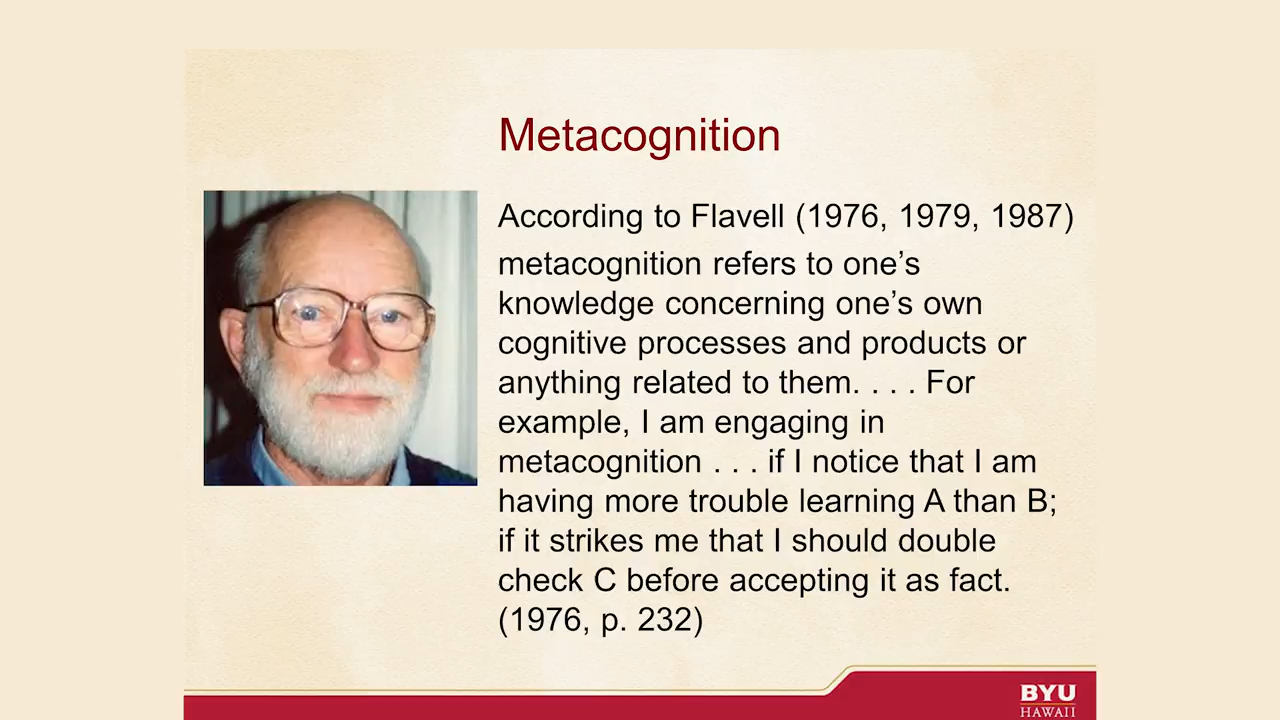 Metacognition
According to Flavell (1976, 1979, 1987)
metacognition refers to one’s
knowledge concerning one’s own
cognitive processes and products or
anything related to them. . . . For
example, I am engaging in
metacognition . . . if I notice that I am
having more trouble learning A than B;
if it strikes me that I should double
check C before accepting it as fact.
(1976, p. 232)
BYU
HAWAII